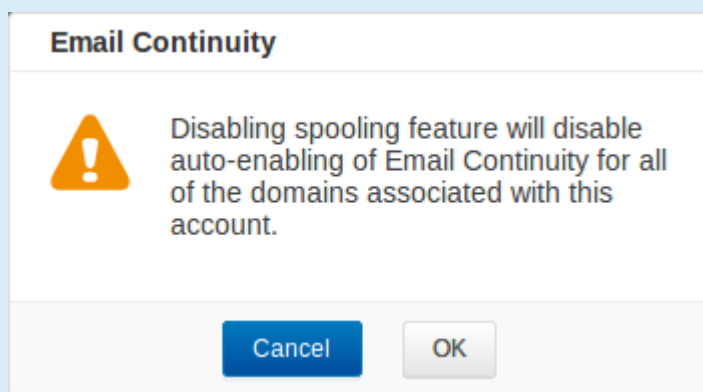 Email Continuity
Disabling spooling feature will disable
auto-enabling of Email Continuity for all
of the domains associated with this
account.
Cancel
OK